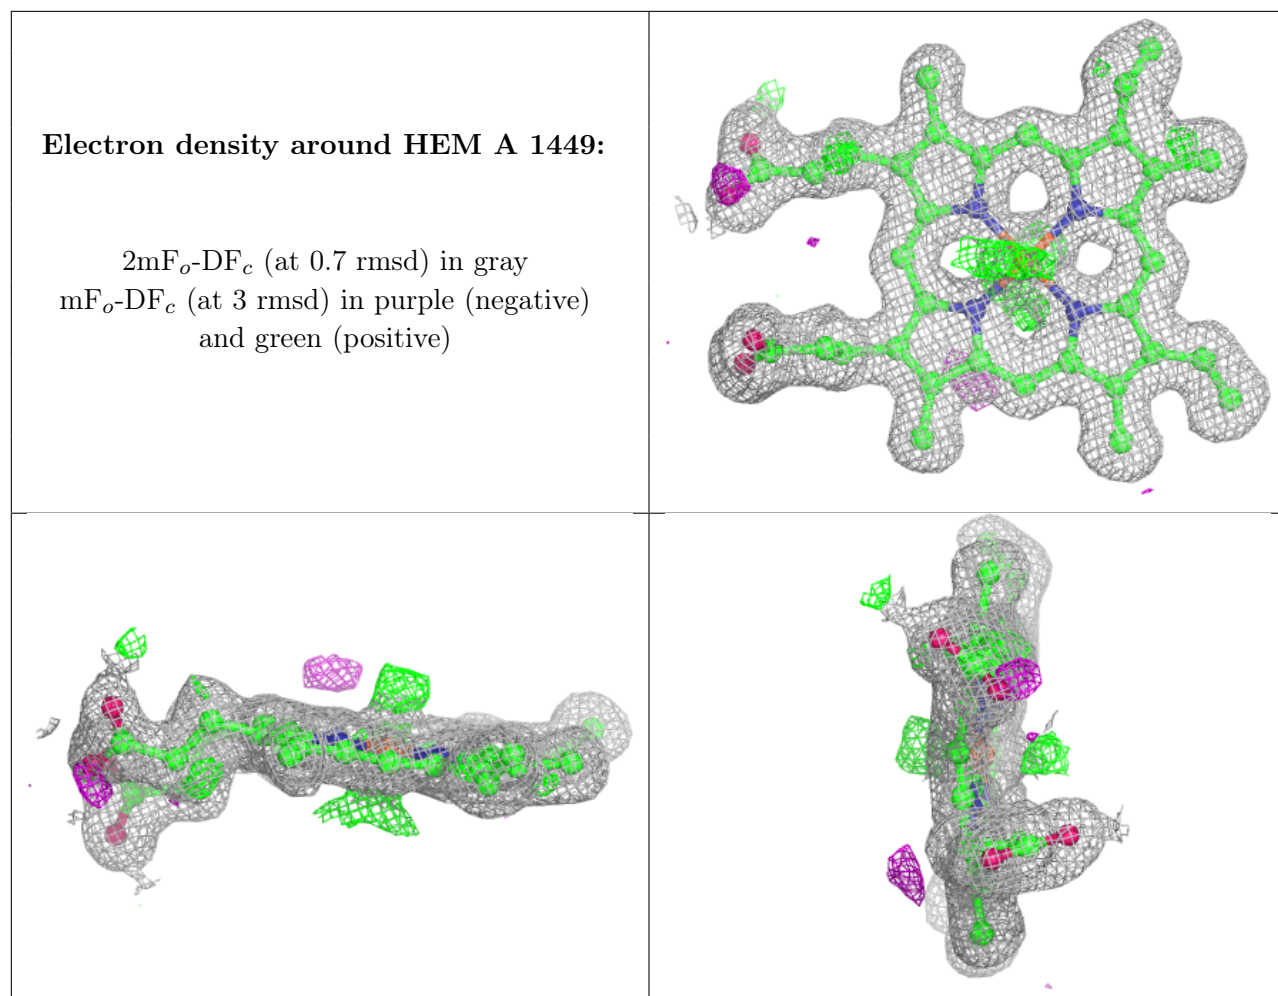 Electron density around HEM A 1449:
2mFo-DFc (at 0.7 rmsd) in gray
mFo-DFc (at 3 rmsd) in purple (negative)
and green (positive)